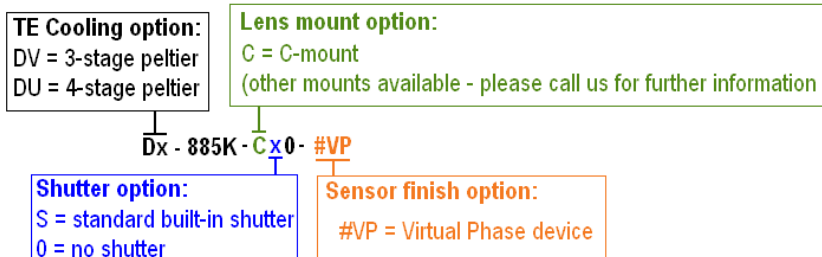 TE Cooling option:
DV = 3-stage peltier
DU = 4-stage peltier
Lens mount option:
C = C-mount
(other mounts available - please call us for further information
Dx - 885K - C x 0 - #VP
Shutter option:
S = standard built-in shutter
0 = no shutter
Sensor finish option:
#VP = Virtual Phase device